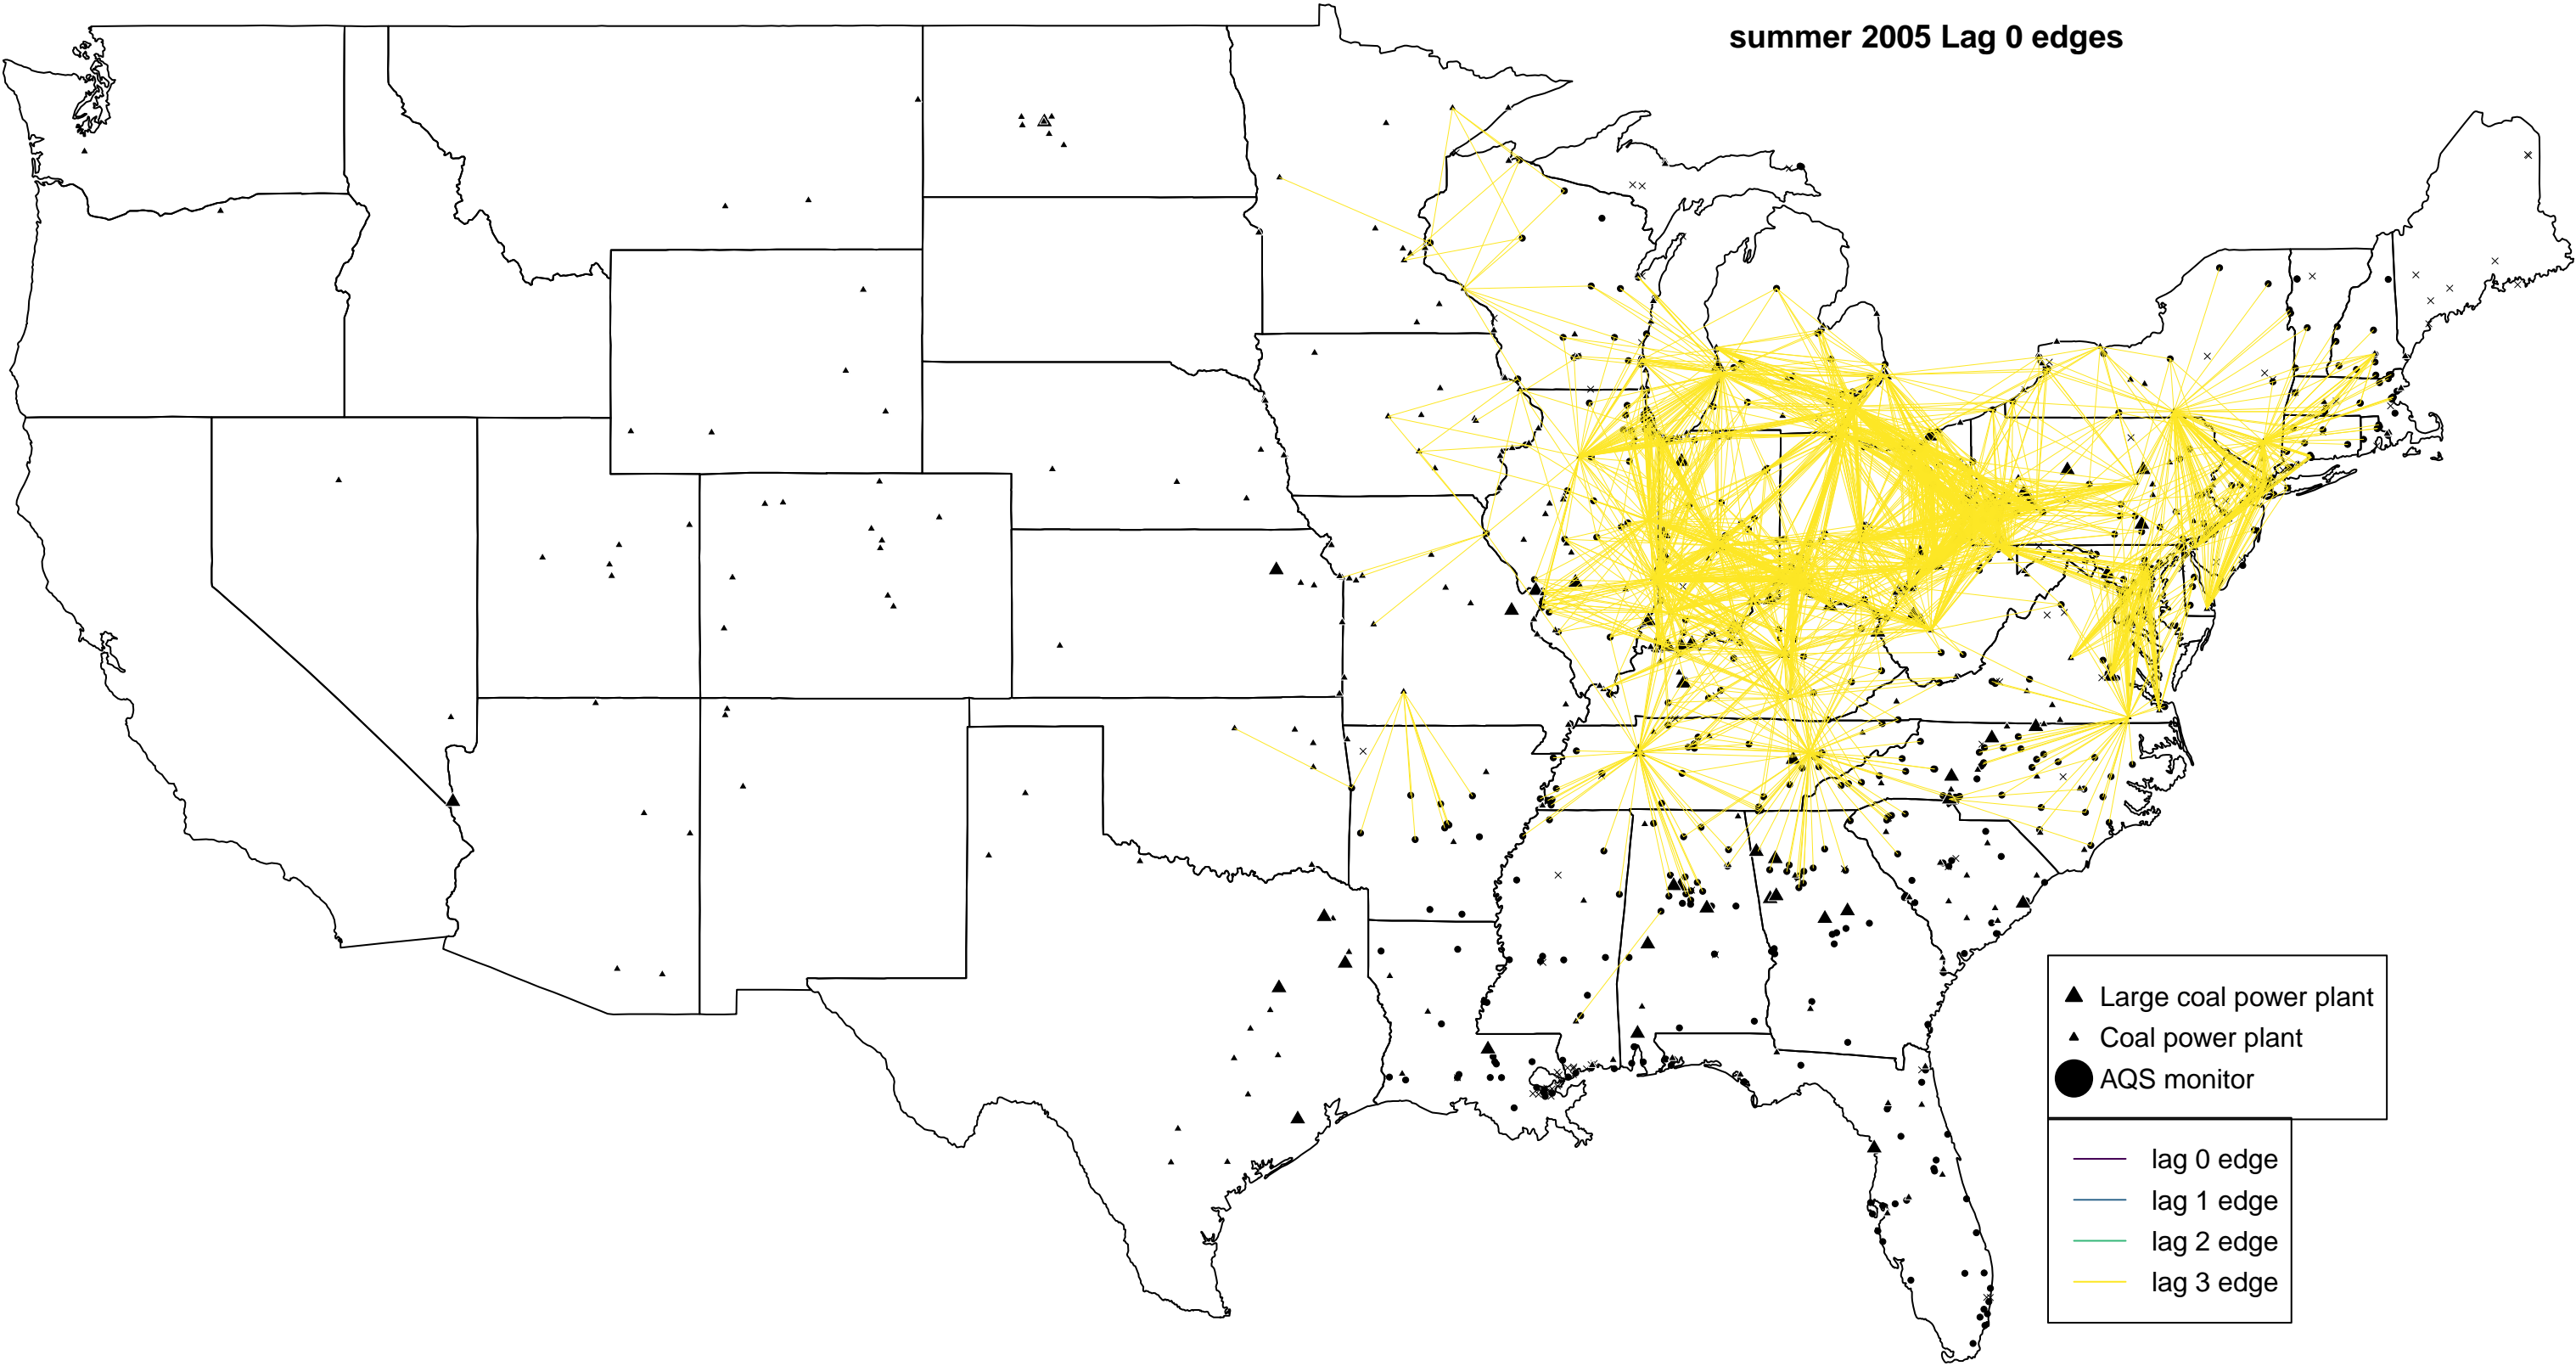 summer 2005 Lag 0 edges
Large coal power plant
Coal power plant
AQS monitor
lag 0 edge
lag 1 edge
lag 2 edge
lag 3 edge